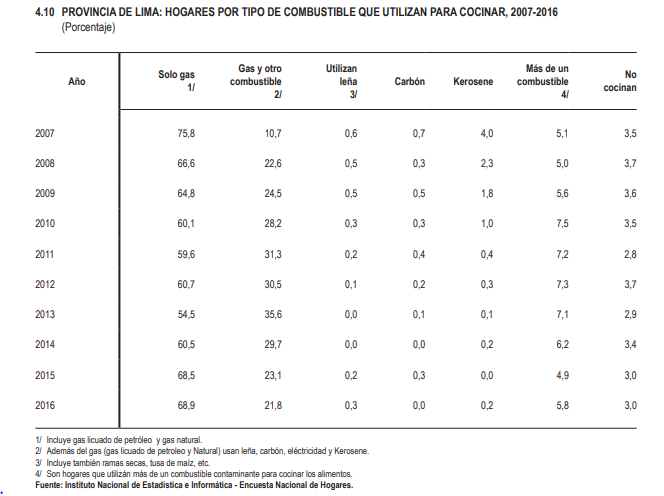 4.10 PROVINCIA DE LIMA: HOGARES POR TIPO DE COMBUSTIBLE QUE UTILIZAN PARA COCINAR, 2007-2016
(Porcentaje)
Año Solo gas 1/ Gas y otro combustible 2/ Utilizan leña 3/ Carbón Kerosene Más de un combustible 4/ No cocinan
2007 75,8 10,7 0,6 0,7 4,0 5,1 3,5
2008 66,6 22,6 0,5 0,3 2,3 5,0 3,7
2009 64,8 24,5 0,5 0,5 1,8 5,6 3,6
2010 60,1 28,2 0,3 0,3 1,0 7,5 3,5
2011 59,6 31,3 0,2 0,4 0,4 7,2 2,8
2012 60,7 30,5 0,1 0,2 0,3 7,3 3,7
2013 54,5 35,6 0,0 0,1 0,1 7,1 2,9
2014 60,5 29,7 0,0 0,0 0,2 6,2 3,4
2015 68,5 23,1 0,2 0,3 0,0 4,9 3,0
2016 68,9 21,8 0,3 0,0 0,2 5,8 3,0
1/ Incluye gas licuado de petróleo y gas natural.
2/ Además del gas (gas licuado de petroleo y Natural) usan leña, carbón, eléctricidad y Kerosene.
3/ Incluye también ramas secas, tusa de maíz, etc.
4/ Son hogares que utilizán más de un combustible contaminante para cocinar los alimentos.
Fuente: Instituto Nacional de Estadística e Informática - Encuesta Nacional de Hogares.